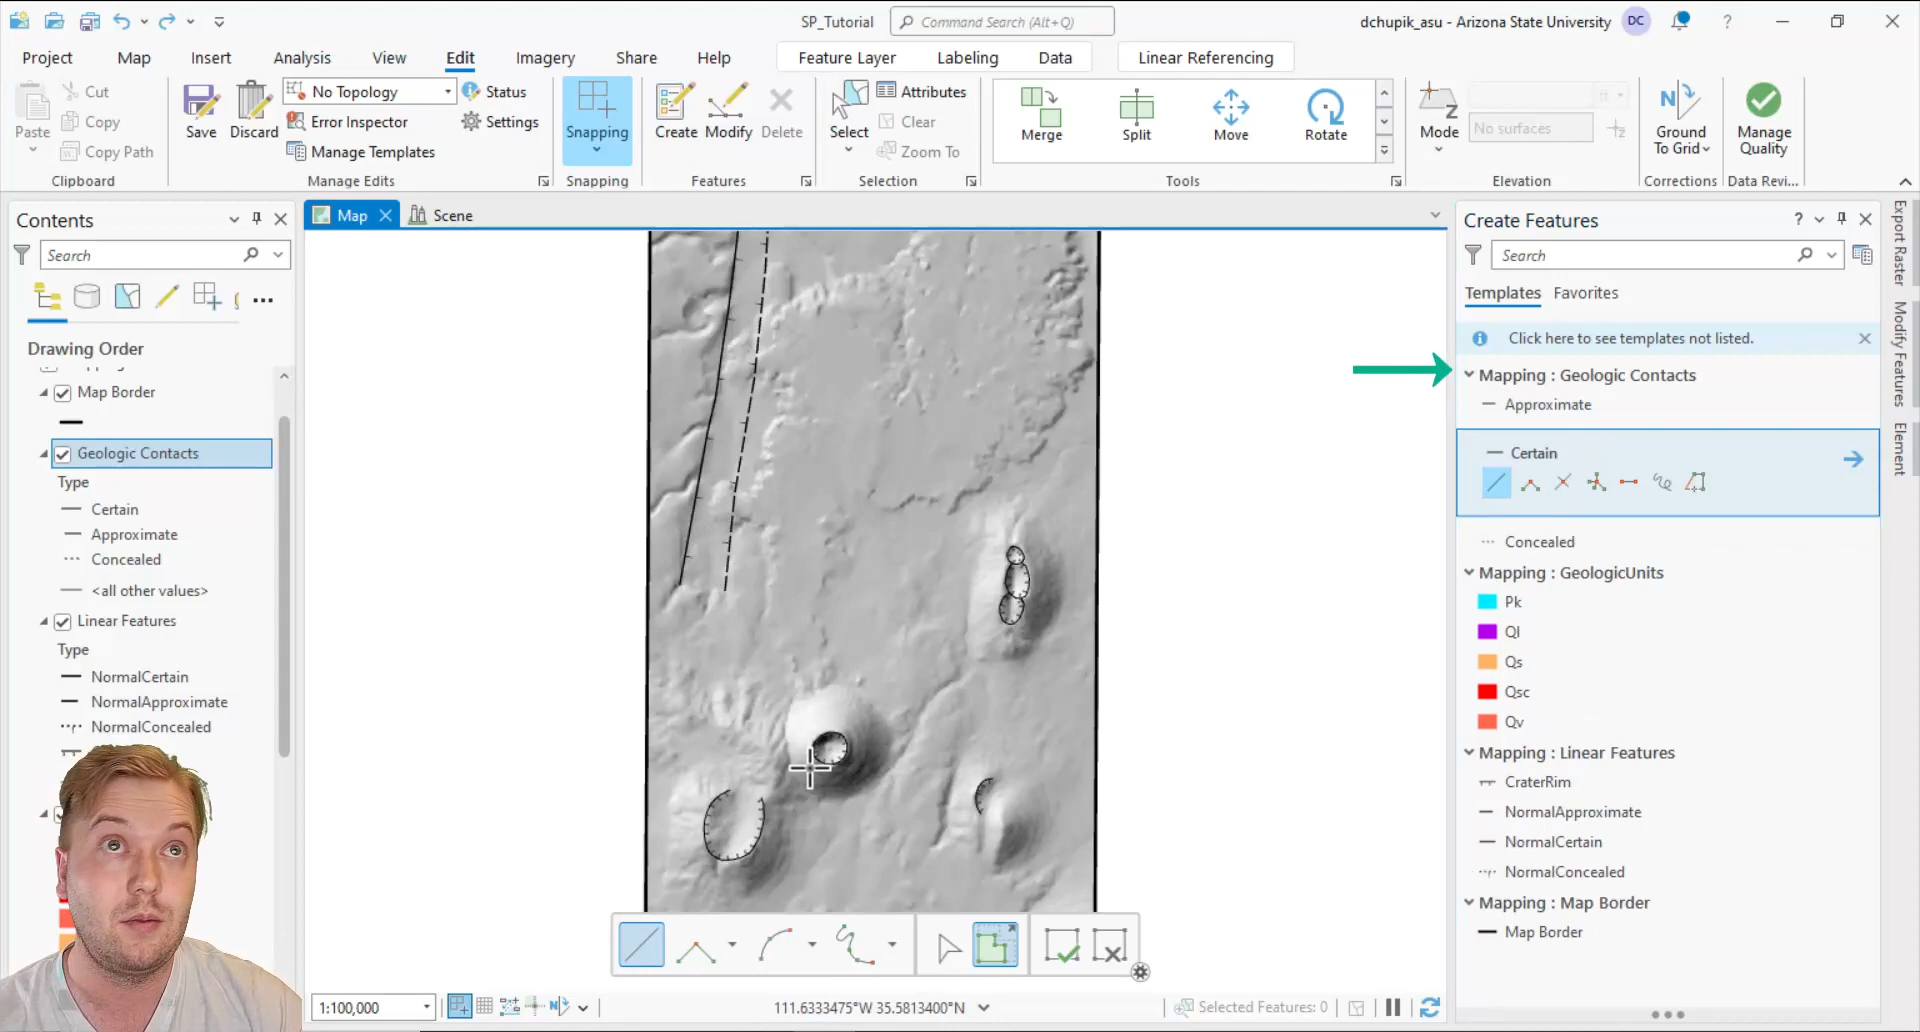 SP_Tutorial
Command Search (Alt+Q)
dchupik_asu - Arizona State University
DC
?
Project
Map
Insert
Analysis
View
Edit
Imagery
Share
Help
Feature Layer
Labeling
Data
Linear Referencing
Paste
Cut
Copy
Copy Path
Clipboard
Save
Discard
No Topology
Error Inspector
Manage Templates
Status
Settings
Manage Edits
Snapping
Snapping
Create
Modify
Delete
Features
Select
Attributes
Clear
Zoom To
Selection
Merge
Split
Move
Rotate
Tools
Mode
No surfaces
Elevation
Ground
To Grid
Corrections
Manage
Quality
Data Revi...
Contents
Search
Drawing Order
Map Border
Geologic Contacts
Type
Certain
Approximate
Concealed
<all other values>
Linear Features
Type
NormalCertain
NormalApproximate
NormalConcealed
Map
Scene
1:100,000
111.6333475°W 35.5813400°N
Selected Features: 0
Create Features
?
Search
Templates
Favorites
Click here to see templates not listed.
Mapping : Geologic Contacts
Approximate
Certain
Concealed
Mapping : GeologicUnits
Pk
Ql
Qs
Qsc
Qv
Mapping : Linear Features
CraterRim
NormalApproximate
NormalCertain
NormalConcealed
Mapping : Map Border
Map Border
Export Raster
Modify Features
Element